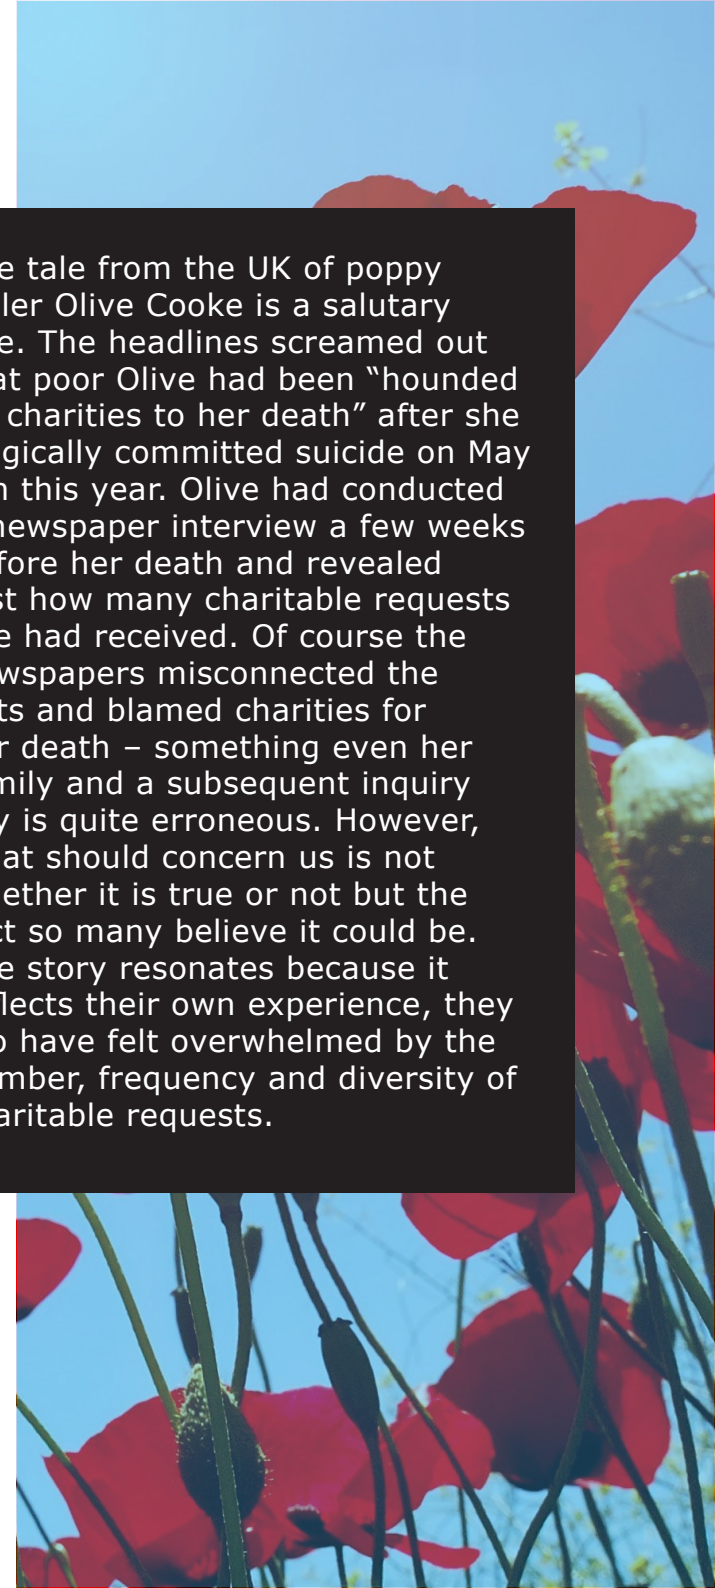 e tale from the UK of poppy
ler Olive Cooke is a salutary
e. The headlines screamed out
at poor Olive had been “hounded
charities to her death” after she
gically committed suicide on May
h this year. Olive had conducted
newspaper interview a few weeks
fore her death and revealed
st how many charitable requests
e had received. Of course the
wspapers misconnected the
ts and blamed charities for
r death – something even her
mily and a subsequent inquiry
y is quite erroneous. However,
at should concern us is not
ether it is true or not but the
ct so many believe it could be.
e story resonates because it
flects their own experience, they
o have felt overwhelmed by the
mber, frequency and diversity of
aritable requests.